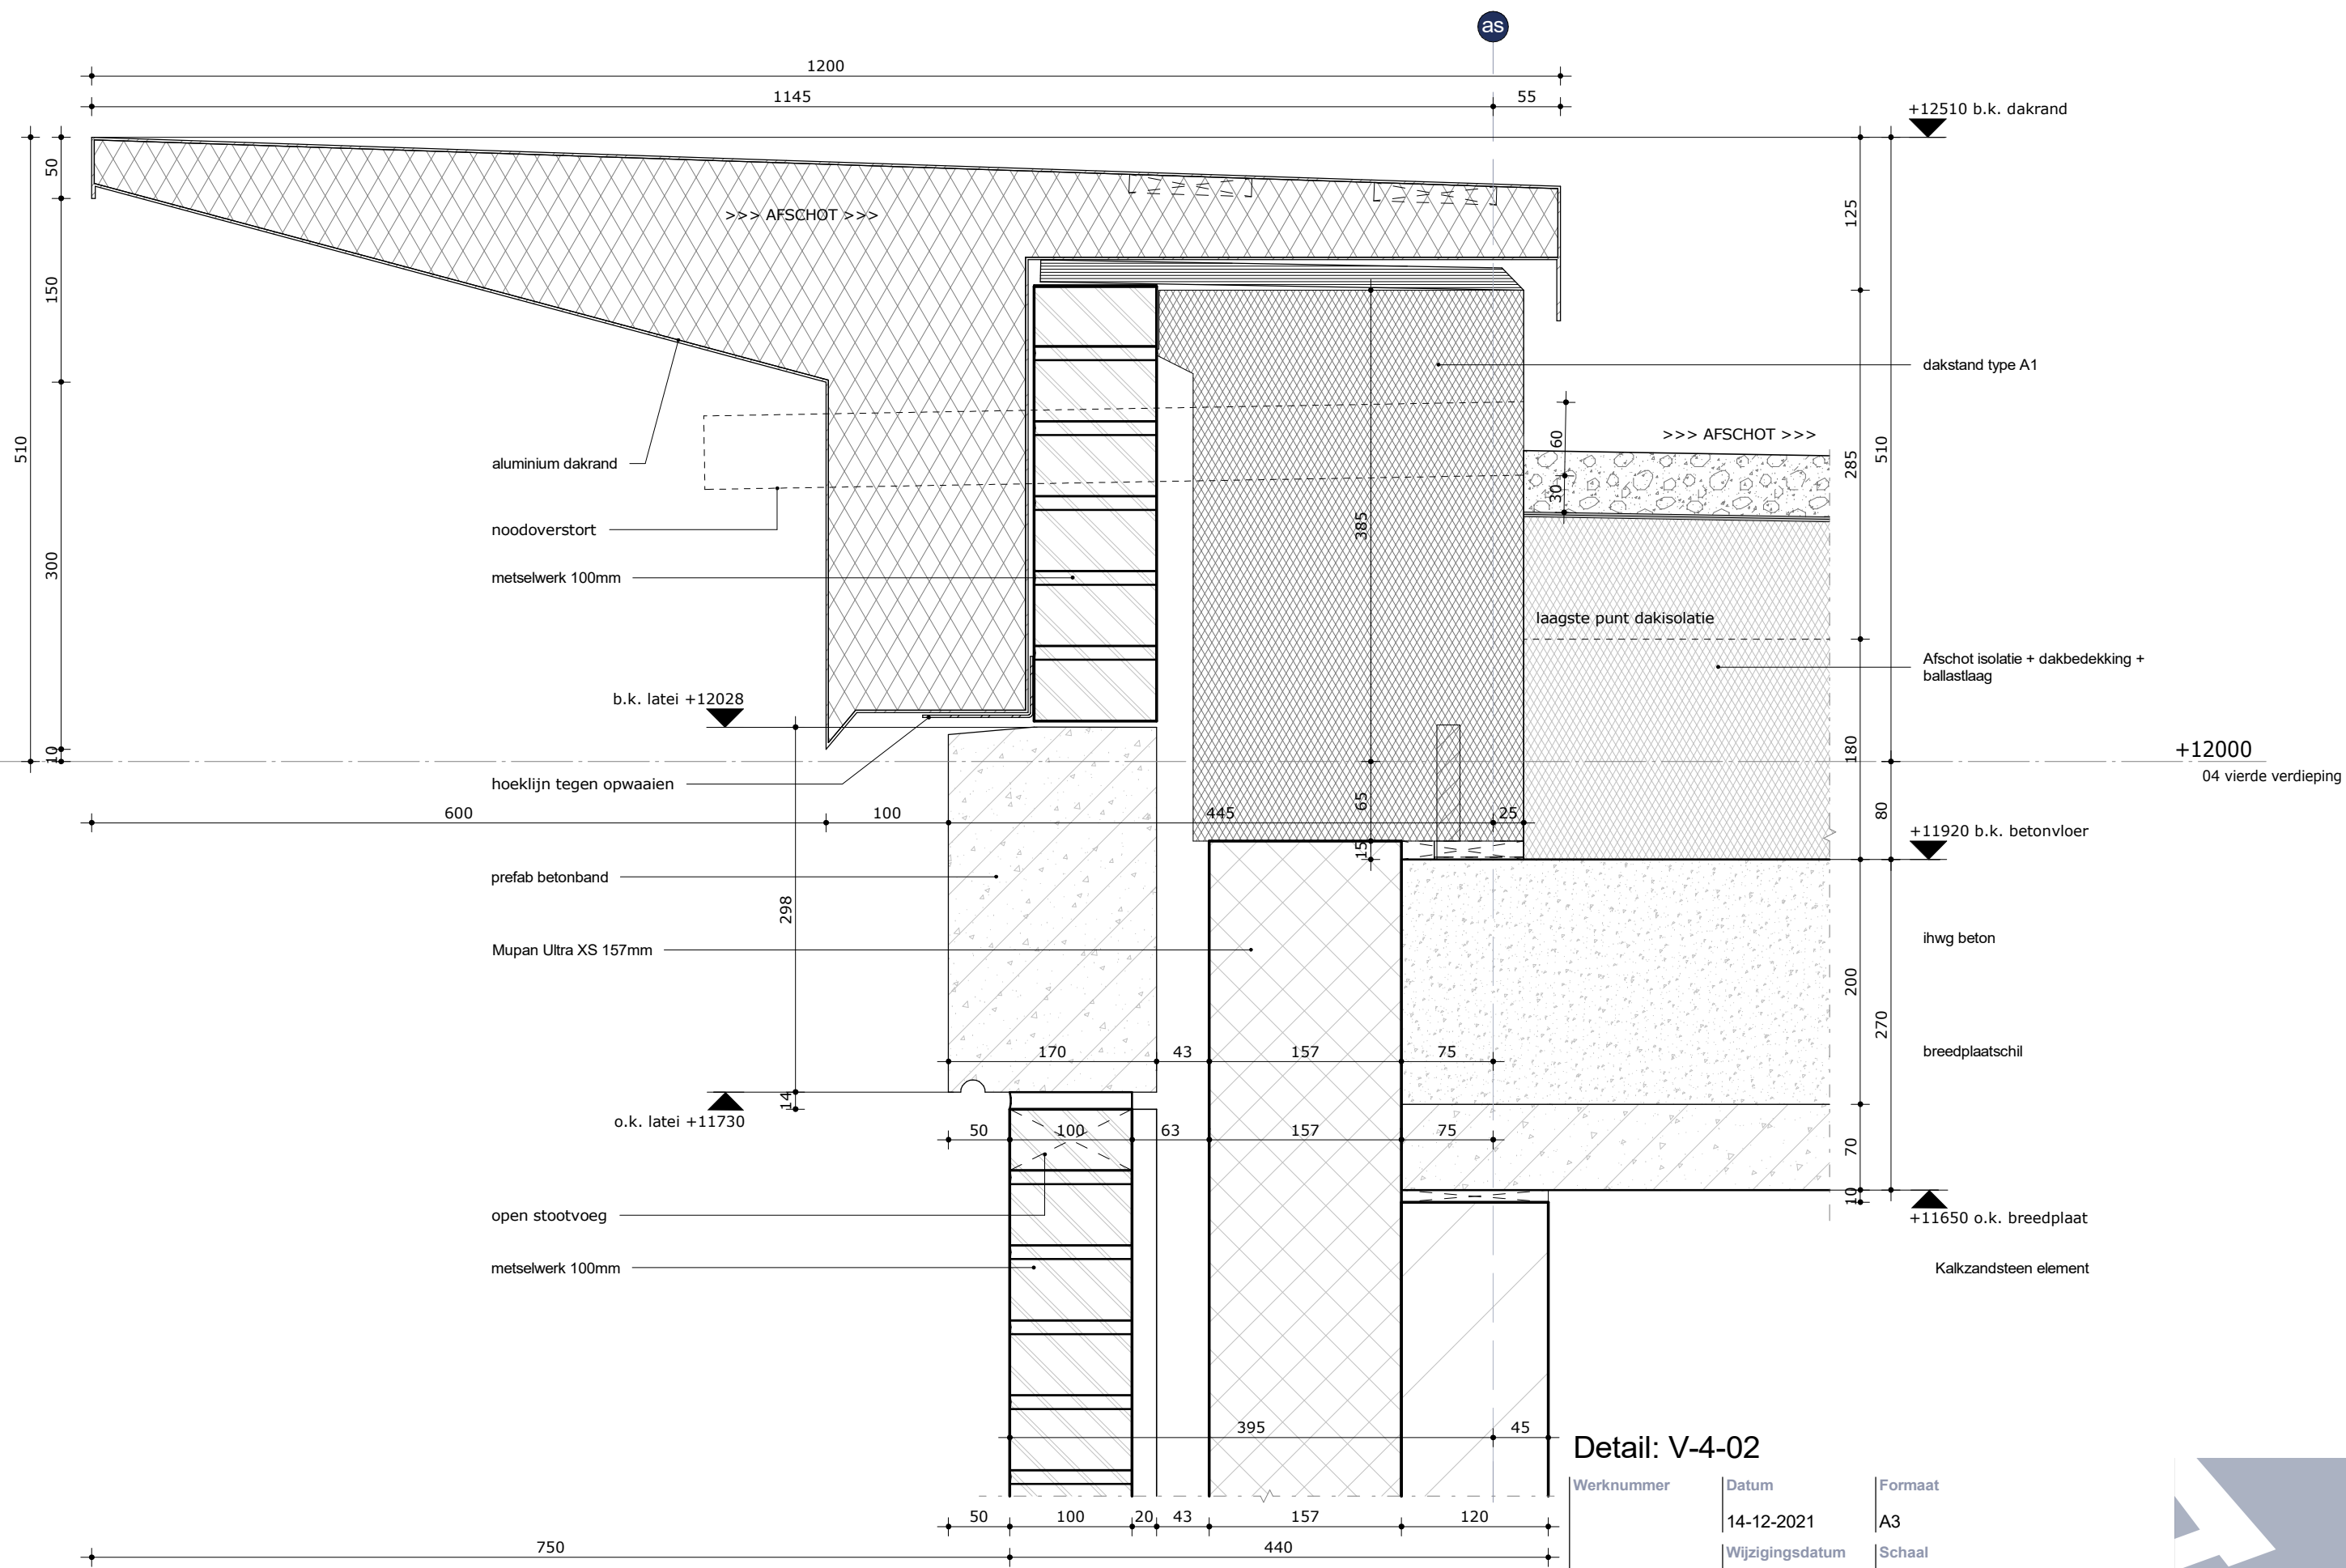 as
1200
1145
55
+12510 b.k. dakrand
50
125
>>> AFSCHOT >>>
150
dakstand type A1
510
60
>>> AFSCHOT >>>
285
510
aluminium dakrand
30
noodoverstort
385
300
metselwerk 100mm
laagste punt dakisolatie
Afschot isolatie + dakbedekking +
ballastlaag
b.k. latei +12028
10
180
+12000
04 vierde verdieping
hoeklijn tegen opwaaien
65
600
100
445
25
80
+11920 b.k. betonvloer
15
prefab betonband
298
ihwg beton
Mupan Ultra XS 157mm
200
270
170
43
157
75
breedplaatschil
14
o.k. latei +11730
50
100
63
157
75
70
10
open stootvoeg
+11650 o.k. breedplaat
metselwerk 100mm
Kalkzandsteen element
395
45
Detail: V-4-02
Werknummer
Datum
Formaat
50
100
20
43
157
120
14-12-2021
A3
750
440
Wijzigingsdatum
Schaal